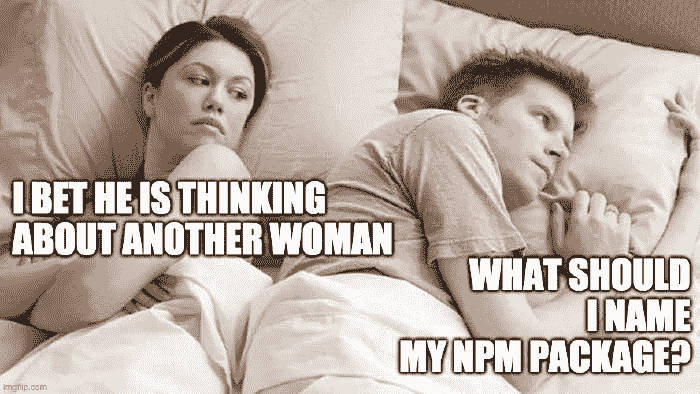 I BET HE IS THINKING
ABOUT ANOTHER WOMAN
WHAT SHOULD
I NAME
MY NPM PACKAGE?
imgflip.com